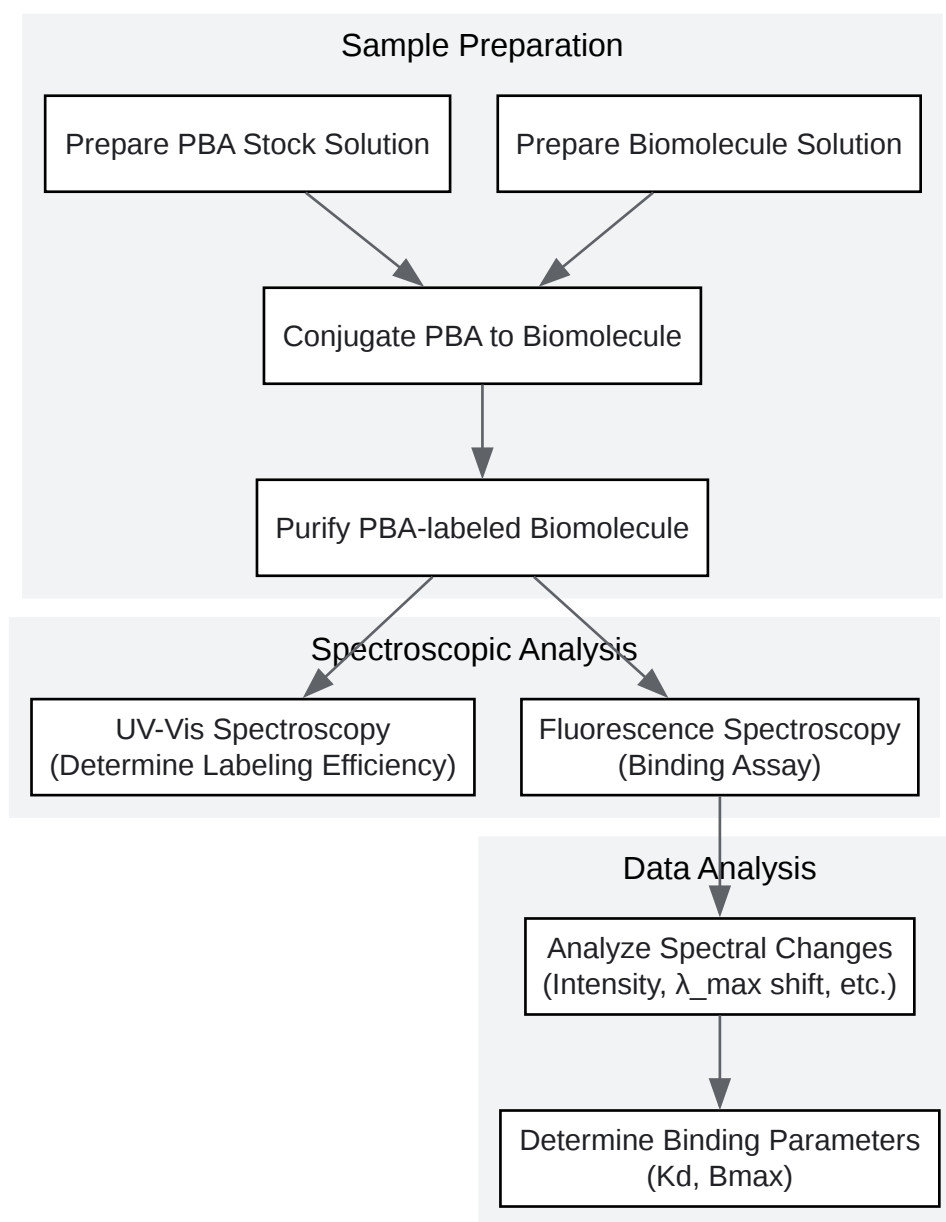 Sample Preparation
Prepare PBA Stock Solution
Prepare Biomolecule Solution
Conjugate PBA to Biomolecule
Purify PBA-labeled Biomolecule
Spectroscopic Analysis
UV-Vis Spectroscopy
(Determine Labeling Efficiency)
Fluorescence Spectroscopy
(Binding Assay)
Data Analysis
Analyze Spectral Changes
(Intensity, λ_max shift, etc.)
Determine Binding Parameters
(Kd, Bmax)